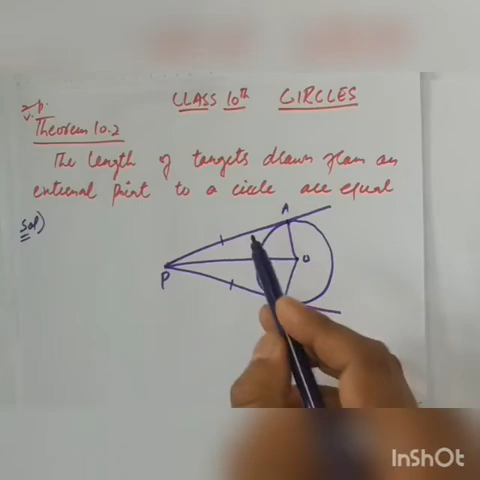 CLASS 10th CIRCLES
v.
Theorem 10.2
The length of tangets drawn from an
external point to a circle are equal
Sol)
A
O
P
InShOt